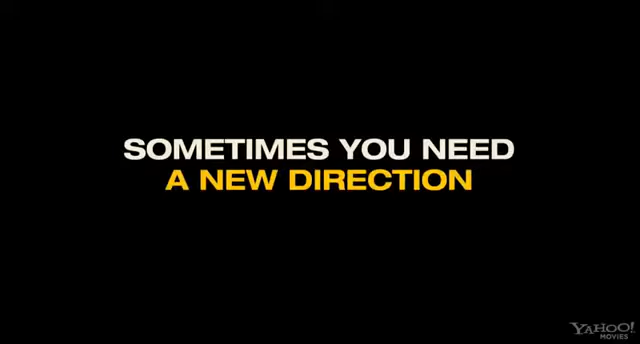 SOMETIMES YOU NEED
A NEW DIRECTION
YAHOO!
MOVIES